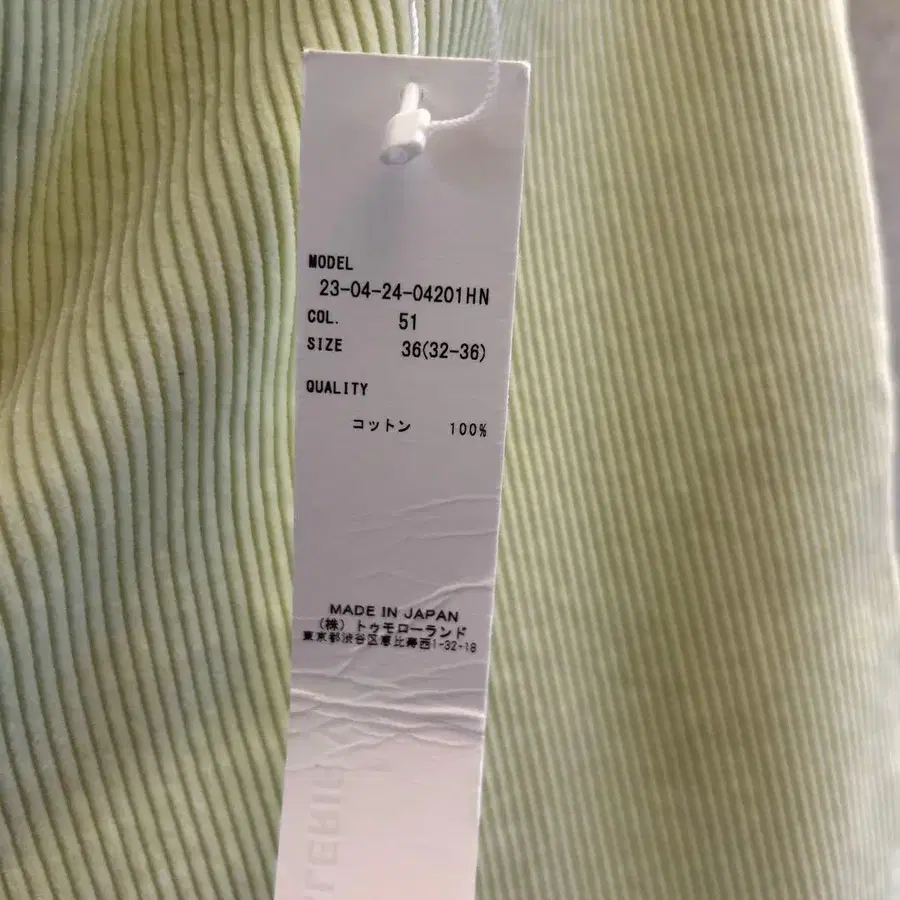 MODEL
23-04-24-04201HN
COL. 51
SIZE 36(32-36)
QUALITY
コットン 100%
MADE IN JAPAN
(株) トゥモローランド
東京都渋谷区恵比寿西1-32-18